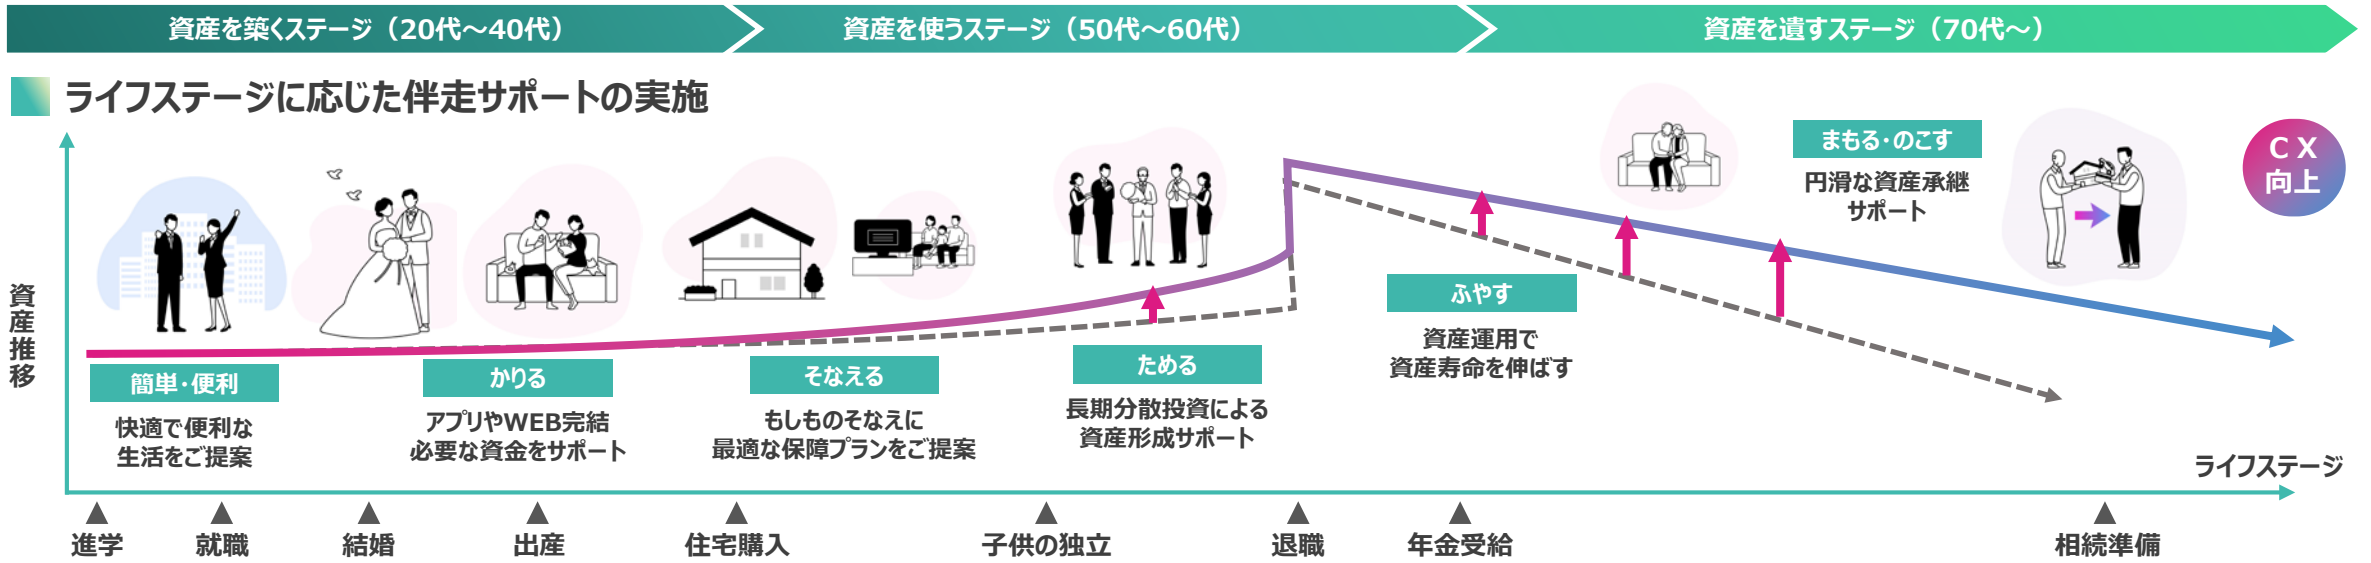 資産を築くステージ（20代～40代）
資産を使うステージ（50代～60代）
資産を遺すステージ（70代～）
ライフステージに応じた伴走サポートの実施
資産推移
簡単・便利
快適で便利な
生活をご提案
かりる
アプリやWEB完結
必要な資金をサポート
そなえる
もしものそなえに
最適な保障プランをご提案
ためる
長期分散投資による
資産形成サポート
ふやす
資産運用で
資産寿命を伸ばす
まもる・のこす
円滑な資産承継
サポート
CX
向上
ライフステージ
進学
就職
結婚
出産
住宅購入
子供の独立
退職
年金受給
相続準備